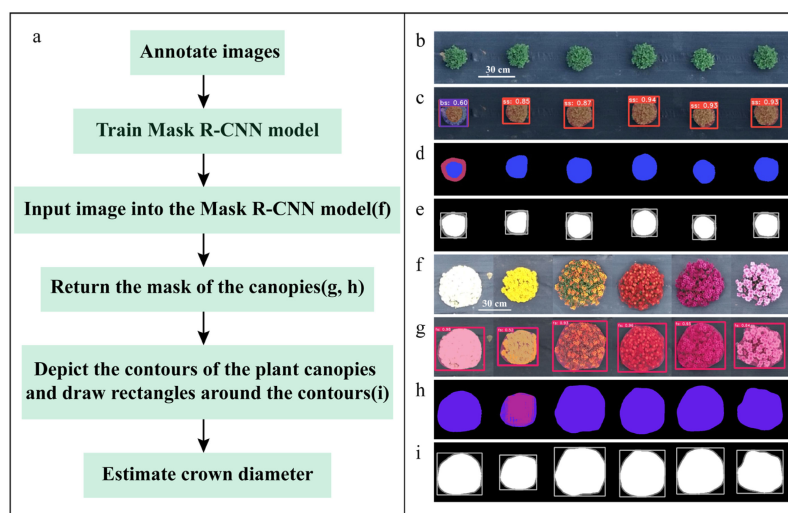 a
Annotate images
Train Mask R-CNN model
Input image into the Mask R-CNN model(f)
Return the mask of the canopies(g, h)
Depict the contours of the plant canopies
and draw rectangles around the contours(i)
Estimate crown diameter
b
30 cm
c
bs: 0.60
ss: 0.85
ss: 0.87
ss: 0.94
ss: 0.93
ss: 0.93
d
e
f
30 cm
g
h
i